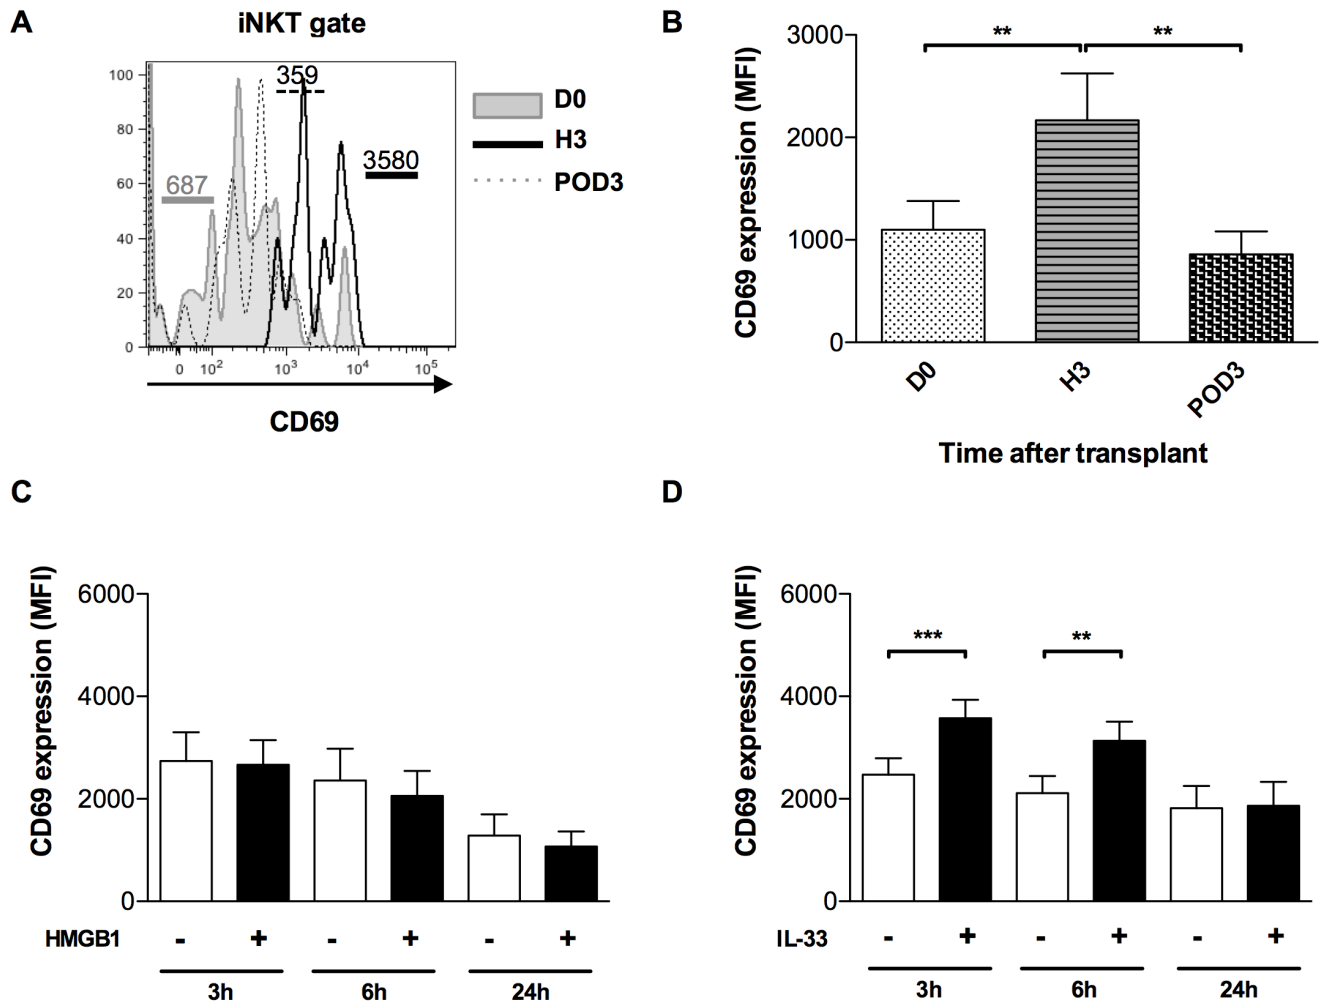 A
iNKT gate
100
80
60
40
20
0
687
359
3580
0 10² 10³ 10⁴ 10⁵
CD69
D0
H3
POD3
B
CD69 expression (MFI)
3000
2000
1000
0
** **
D0 H3 POD3
Time after transplant
C
CD69 expression (MFI)
6000
4000
2000
0
HMGB1 - + - + - +
3h 6h 24h
D
CD69 expression (MFI)
6000
4000
2000
0
*** **
IL-33 - + - + - +
3h 6h 24h